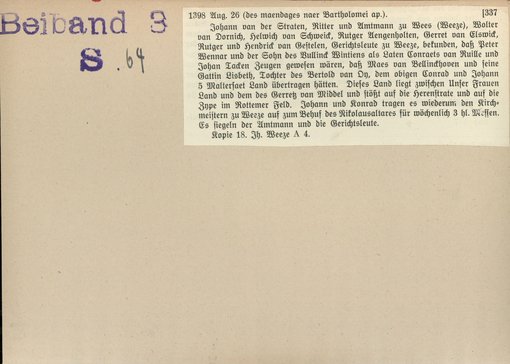 Beiband 3
S. 64
1398 Aug. 26 (des maendages naer Bartholomei ap.). [337
Johann van der Straten, Ritter und Amtmann zu Wees (Weeze), Wolter
van Dornich, Helwich van Schweick, Rutger Aengenholten, Gerret van Elswick,
Rutger und Hendrick van Gestelen, Gerichtsleute zu Weeze, bekunden, daß Peter
Wennar und der Sohn des Bullinck Wintiens als Laten Conraets van Ruille und
Johan Tacken Zeugen gewesen wären, daß Maes van Bellinckhoven und seine
Gattin Lisbeth, Tochter des Bertold van Oy, dem obigen Conrad und Johann
5 Maltersaet Land übertragen hätten. Dieses Land liegt zwischen Unser Frauen
Land und dem des Gerretz van Middel und stößt auf die Herenstrate und auf die
Zype im Rottemer Feld. Johann und Konrad tragen es wiederum den Kirch-
meistern zu Weeze auf zum Behuf des Nikolausaltares für wöchentlich 3 hl. Messen.
Es siegeln der Amtmann und die Gerichtsleute.
Kopie 18. Jh. Weeze A 4.